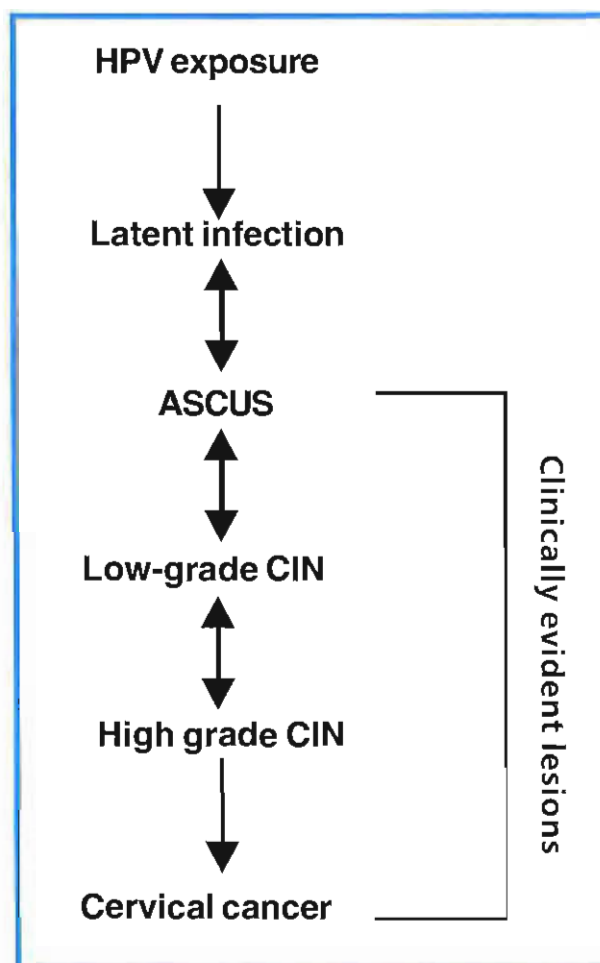 HPV exposure
Latent infection
ASCUS
Low-grade CIN
High grade CIN
Cervical cancer
Clinically evident lesions